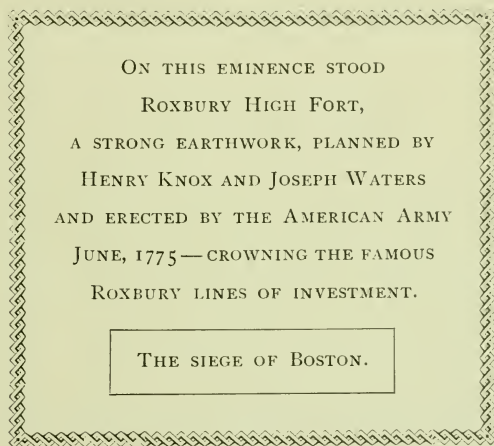 On this eminence stood
Roxbury High Fort,
a strong earthwork, planned by
Henry Knox and Joseph Waters
and erected by the American Army
June, 1775—crowning the famous
Roxbury lines of investment.
The siege of Boston.